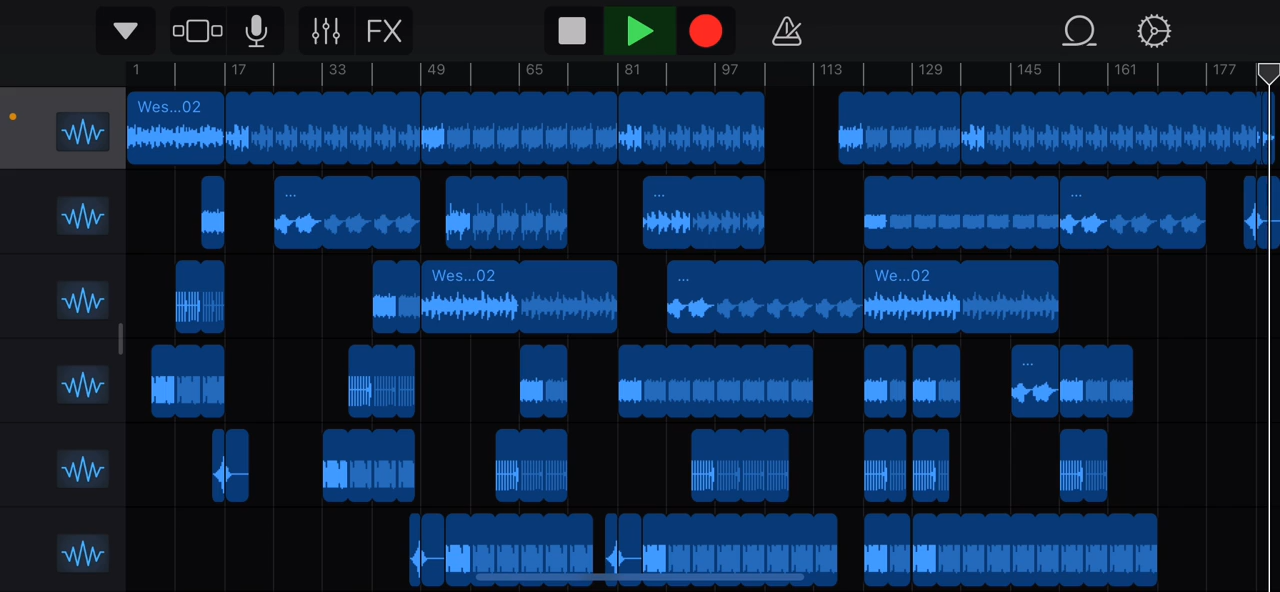 FX
1 17 33 49 65 81 97 113 129 145 161 177
Wes...02
... ... ...
Wes...02 ... We...02
...